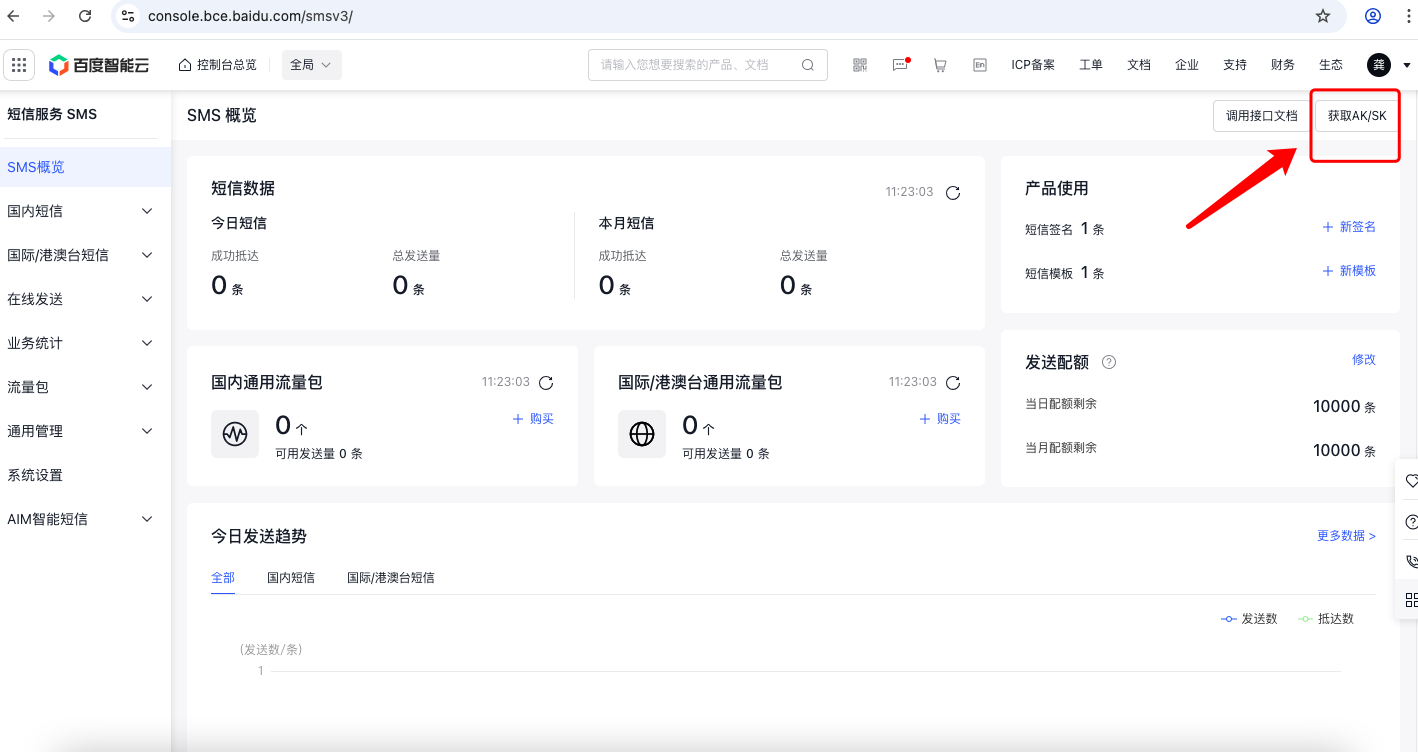 console.bce.baidu.com/smsv3/
百度智能云 控制台总览 全局 请输入您想要搜索的产品、文档 En ICP备案 工单 文档 企业 支持 财务 生态 龚
短信服务 SMS
SMS概览
国内短信
国际/港澳台短信
在线发送
业务统计
流量包
通用管理
系统设置
AIM智能短信
SMS 概览 调用接口文档 获取AK/SK
短信数据 11:23:03
今日短信 本月短信
成功抵达 总发送量 成功抵达 总发送量
0 条 0 条 0 条 0 条
产品使用
短信签名 1 条 + 新签名
短信模板 1 条 + 新模板
国内通用流量包 11:23:03
0 个 + 购买
可用发送量 0 条
国际/港澳台通用流量包 11:23:03
0 个 + 购买
可用发送量 0 条
发送配额 ? 修改
当日配额剩余 10000 条
当月配额剩余 10000 条
今日发送趋势 更多数据 >
全部 国内短信 国际/港澳台短信
发送数 抵达数
(发送数/条)
1